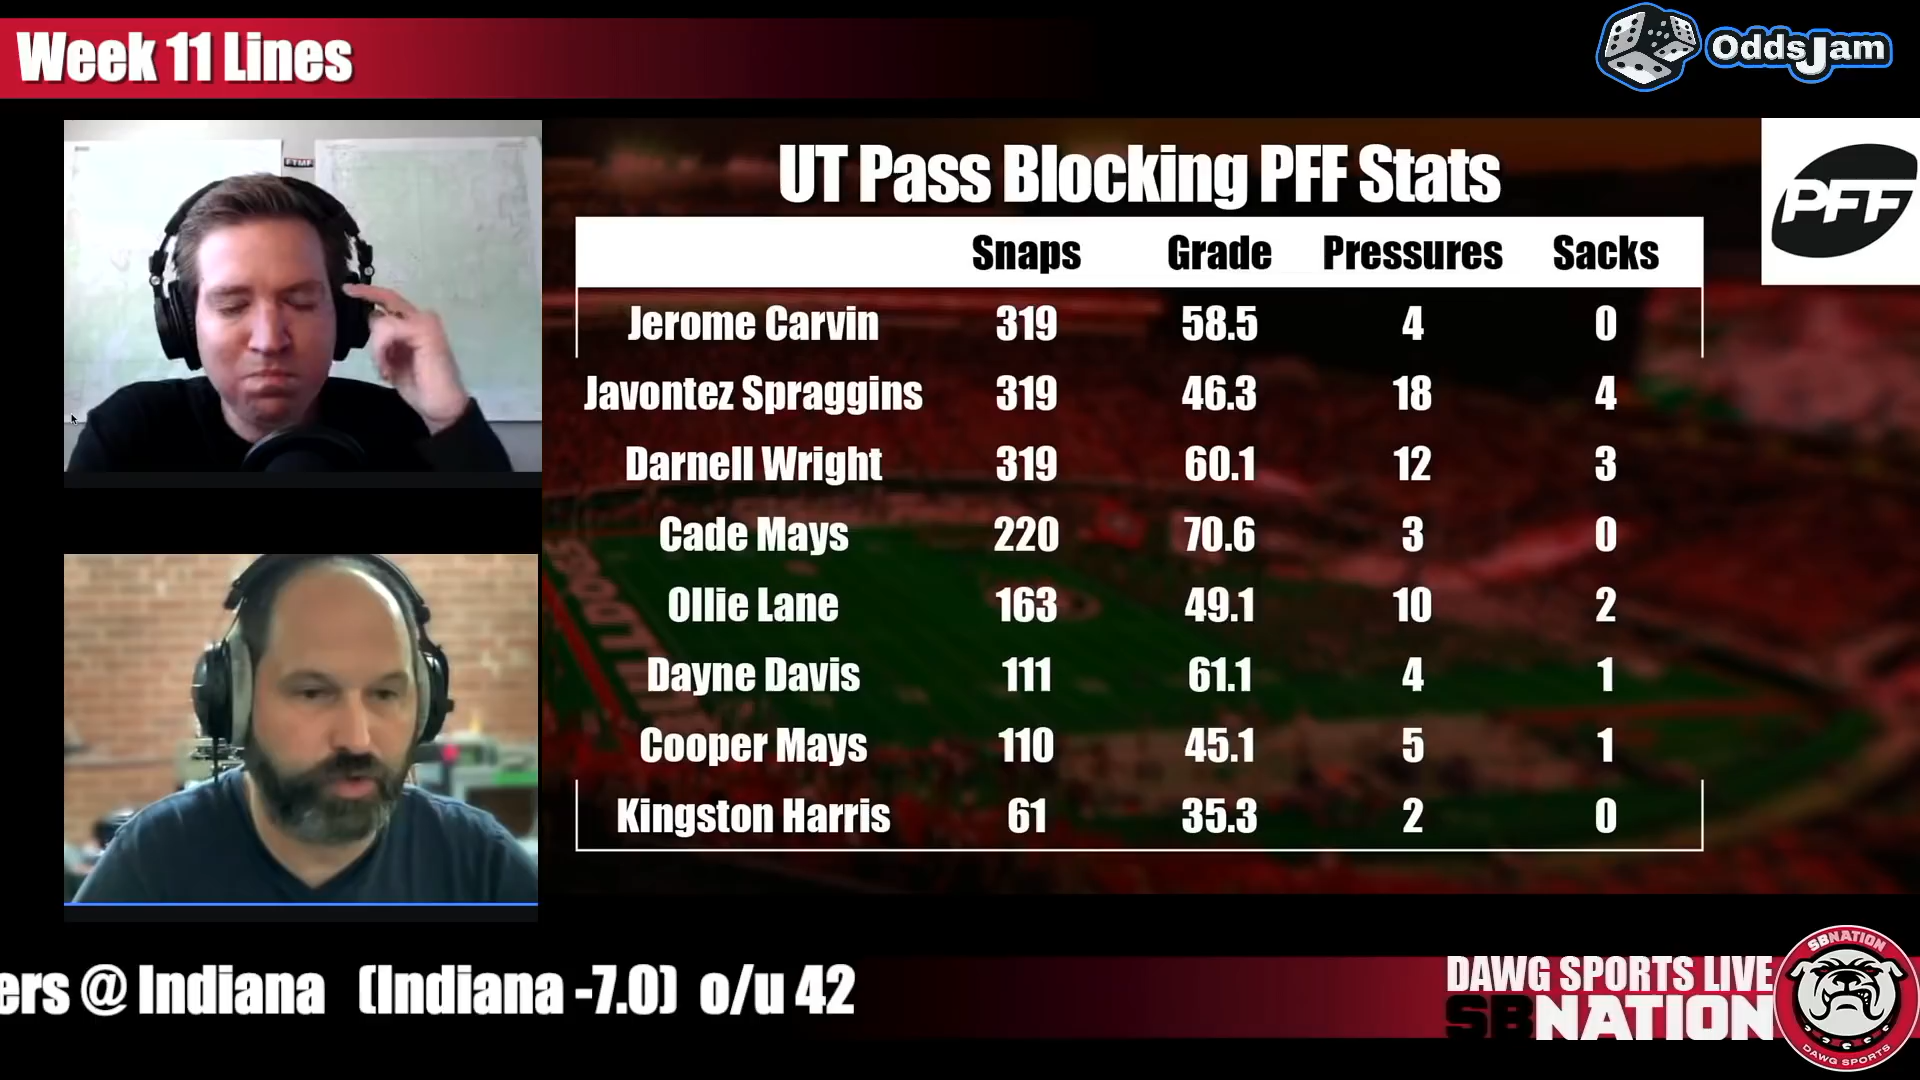 Week 11 Lines
OddsJam
UT Pass Blocking PFF Stats
PFF
Snaps Grade Pressures Sacks
Jerome Carvin 319 58.5 4 0
Javontez Spraggins 319 46.3 18 4
Darnell Wright 319 60.1 12 3
Cade Mays 220 70.6 3 0
Ollie Lane 163 49.1 10 2
Dayne Davis 111 61.1 4 1
Cooper Mays 110 45.1 5 1
Kingston Harris 61 35.3 2 0
ers @ Indiana (Indiana -7.0) o/u 42
DAWG SPORTS LIVE
SBNATION
SBNATION
DAWG SPORTS